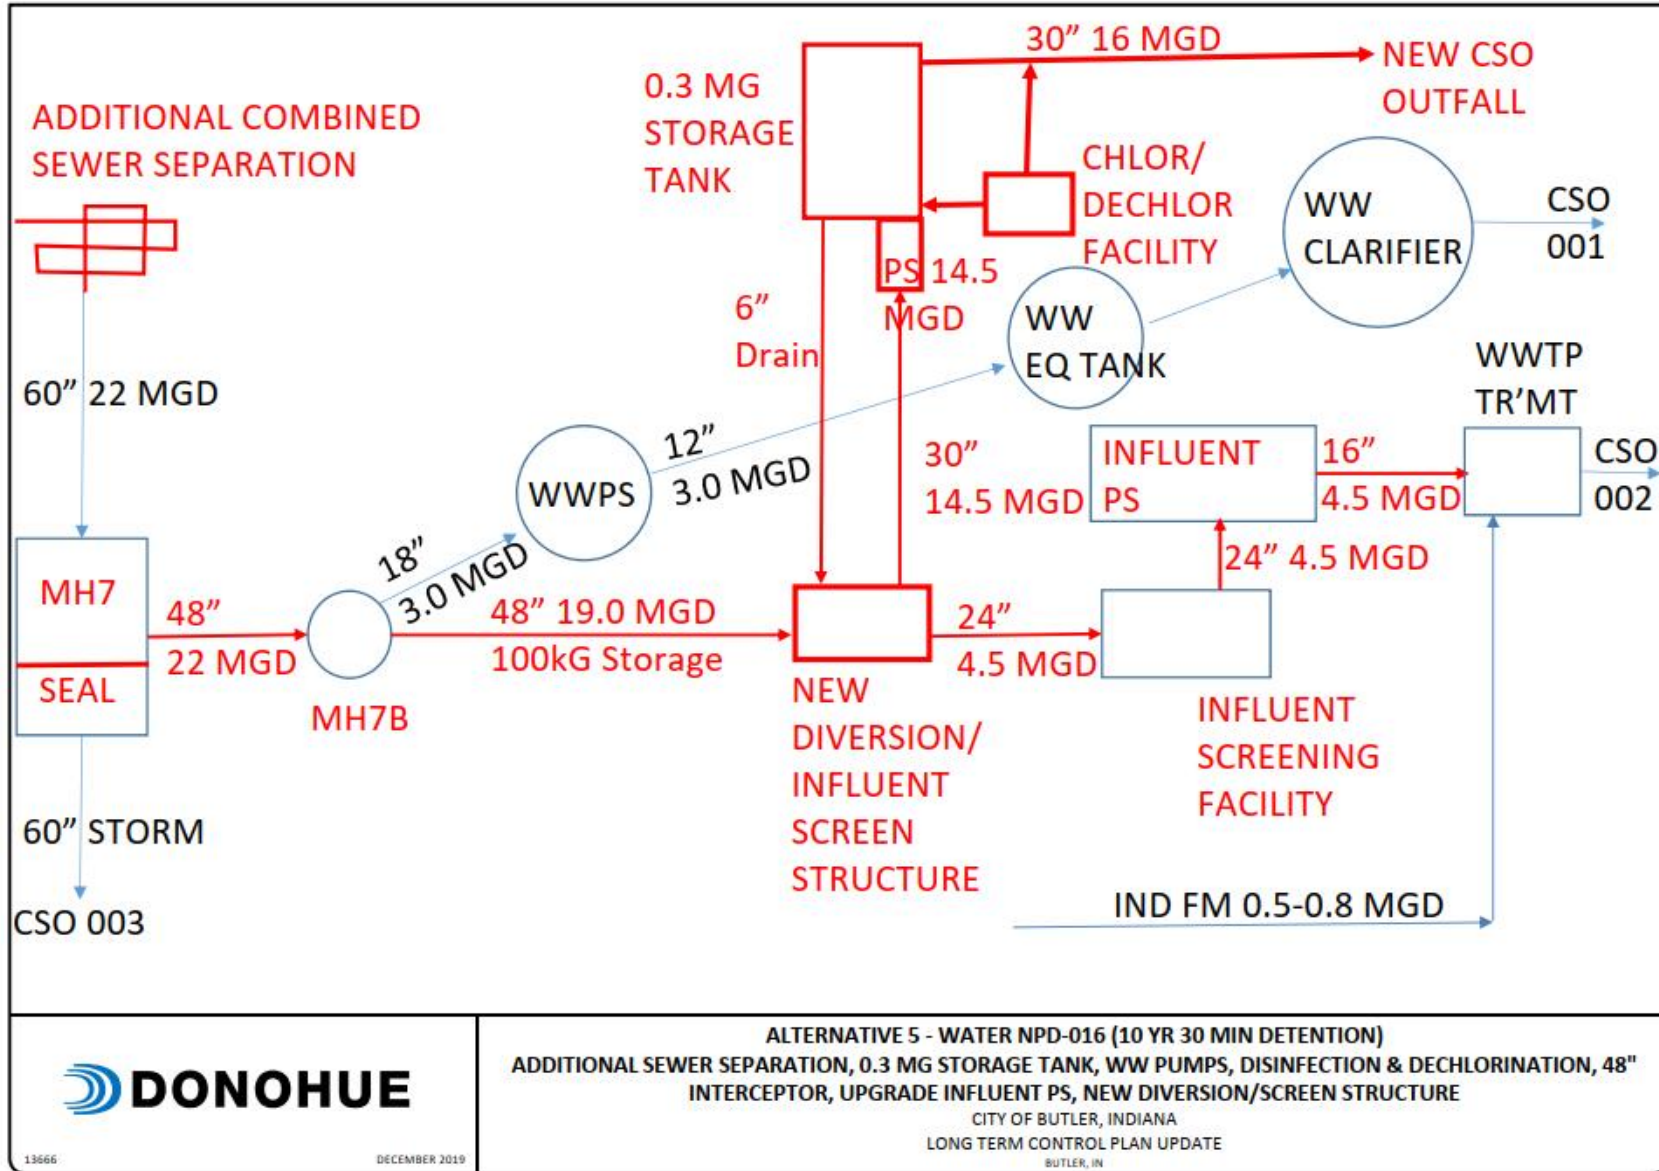 30” 16 MGD
NEW CSO
OUTFALL
0.3 MG
STORAGE
TANK
ADDITIONAL COMBINED
SEWER SEPARATION
CHLOR/
DECHLOR
FACILITY
WW
CLARIFIER
CSO
001
PS 14.5
MGD
6”
Drain
WW
EQ TANK
WWTP
TR’MT
60” 22 MGD
12”
3.0 MGD
WWPS
30”
14.5 MGD
INFLUENT
PS
16”
4.5 MGD
CSO
002
18”
3.0 MGD
24” 4.5 MGD
MH7
SEAL
48”
22 MGD
MH7B
48” 19.0 MGD
100kG Storage
24”
4.5 MGD
NEW
DIVERSION/
INFLUENT
SCREEN
STRUCTURE
INFLUENT
SCREENING
FACILITY
60” STORM
CSO 003
IND FM 0.5-0.8 MGD
DONOHUE
13666
DECEMBER 2019
ALTERNATIVE 5 - WATER NPD-016 (10 YR 30 MIN DETENTION)
ADDITIONAL SEWER SEPARATION, 0.3 MG STORAGE TANK, WW PUMPS, DISINFECTION & DECHLORINATION, 48"
INTERCEPTOR, UPGRADE INFLUENT PS, NEW DIVERSION/SCREEN STRUCTURE
CITY OF BUTLER, INDIANA
LONG TERM CONTROL PLAN UPDATE
BUTLER, IN